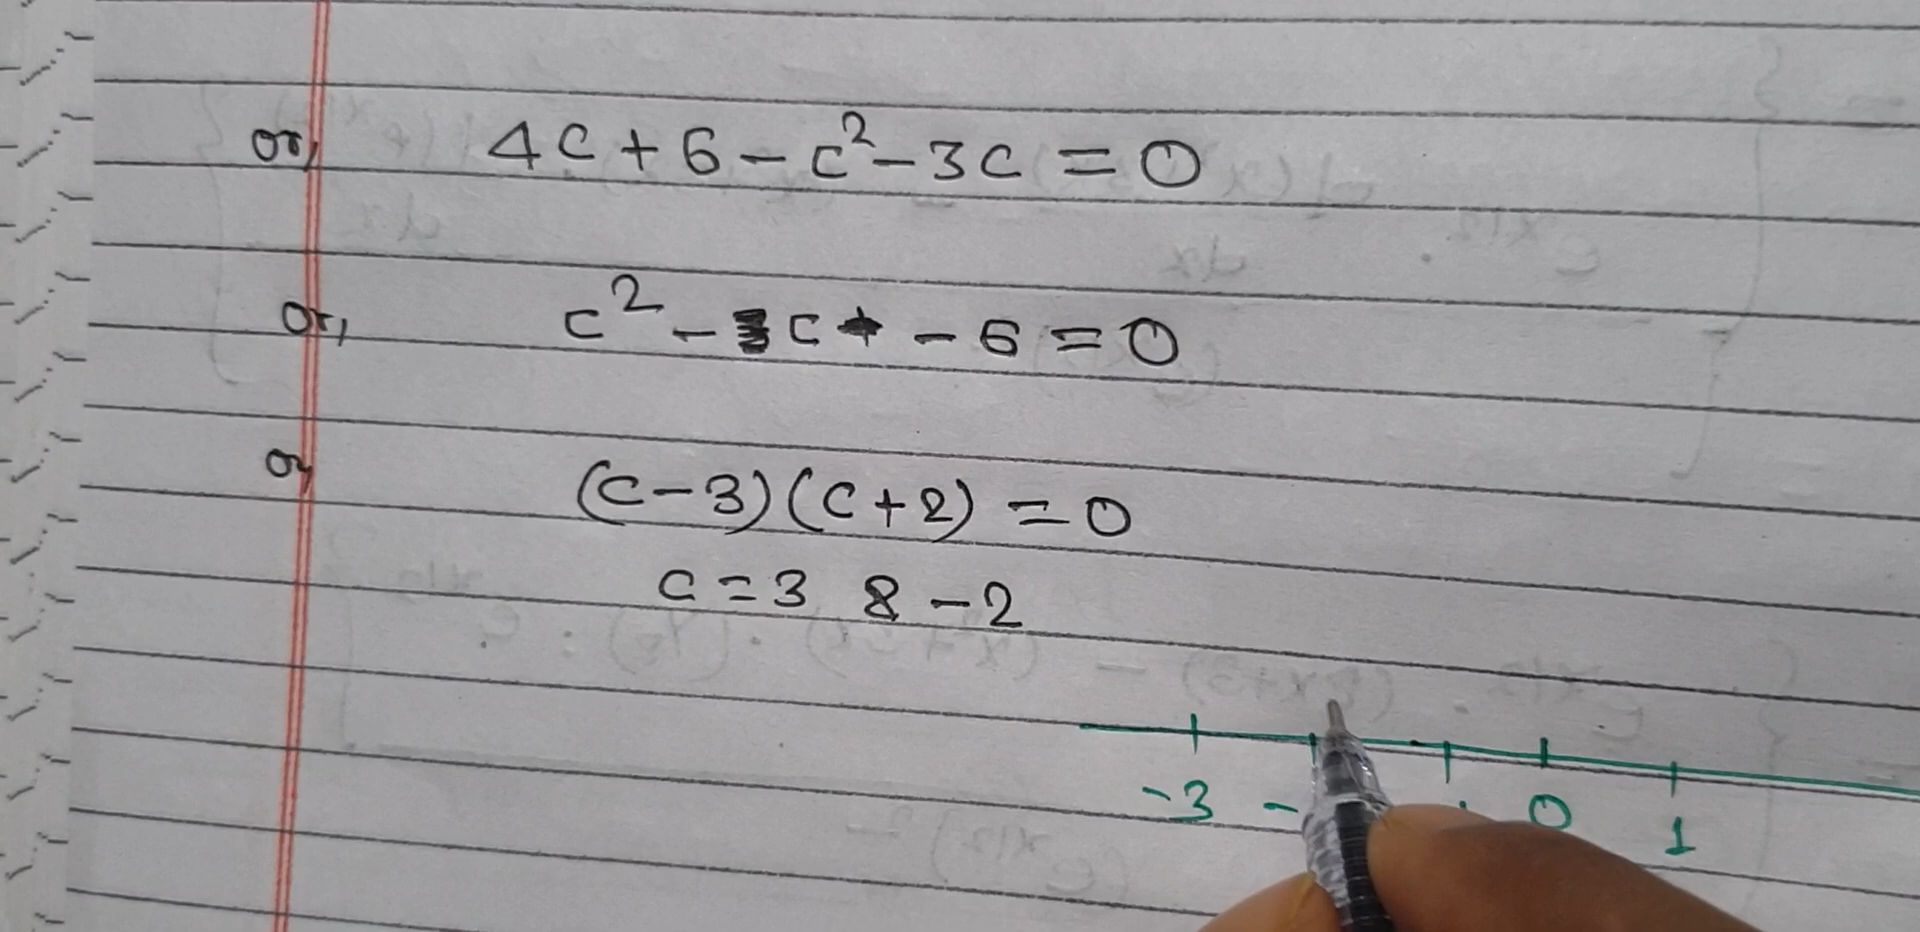 or, 4c + 6 - c² - 3c = 0
or, c² - c - 6 = 0
or (c-3)(c+2) = 0
c = 3 & -2
-3 - 0 1